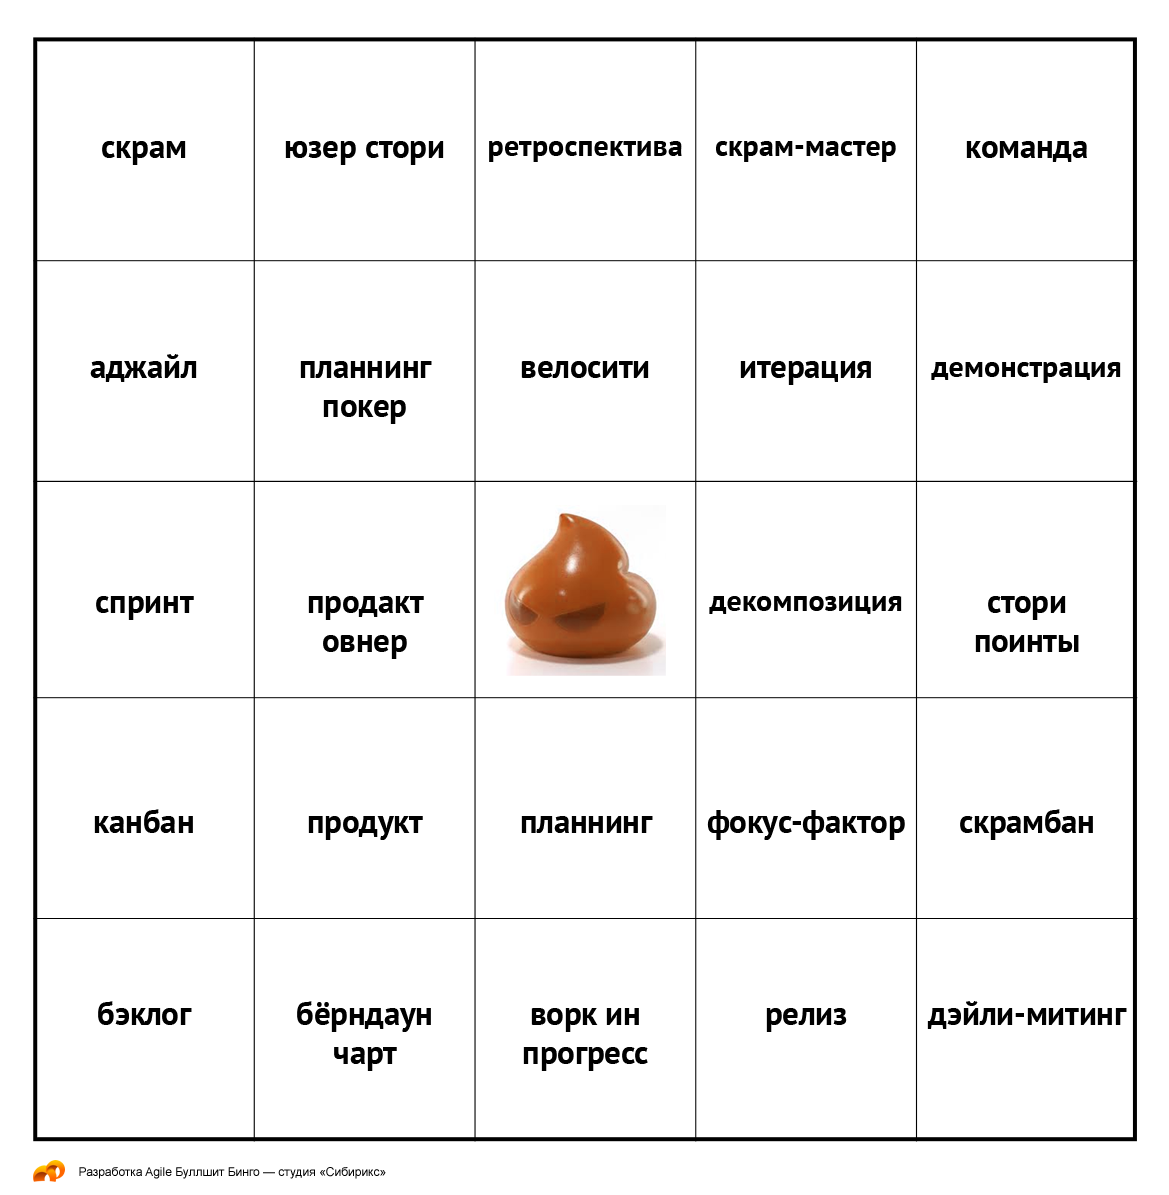 скрам
юзер стори
ретроспектива
скрам-мастер
команда
аджайл
планнинг
покер
велосити
итерация
демонстрация
спринт
продакт
овнер
декомпозиция
стори
поинты
канбан
продукт
планнинг
фокус-фактор
скрамбан
бэклог
бёрндаун
чарт
ворк ин
прогресс
релиз
дэйли-митинг
Разработка Agile Буллшит Бинго — студия «Сибирикс»